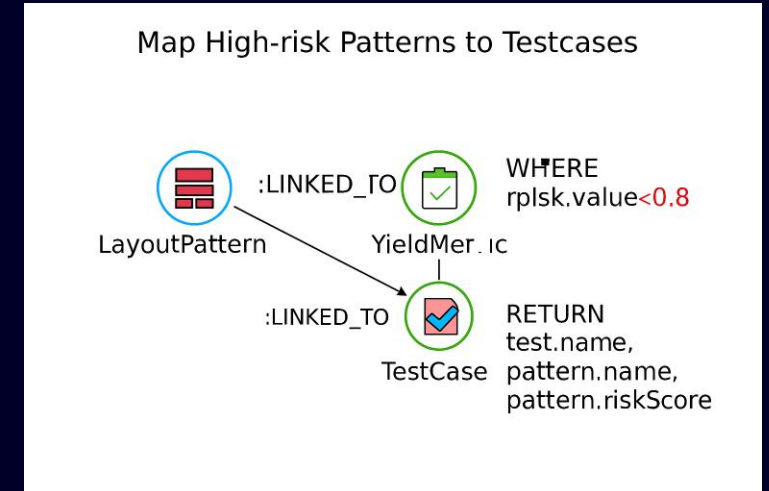 Map High-risk Patterns to Testcases
:LINKED_TO
WHERE
rplsk.value<0.8
LayoutPattern
:LINKED_TO
RETURN
test.name,
TestCase
pattern.name,
pattern.riskScore